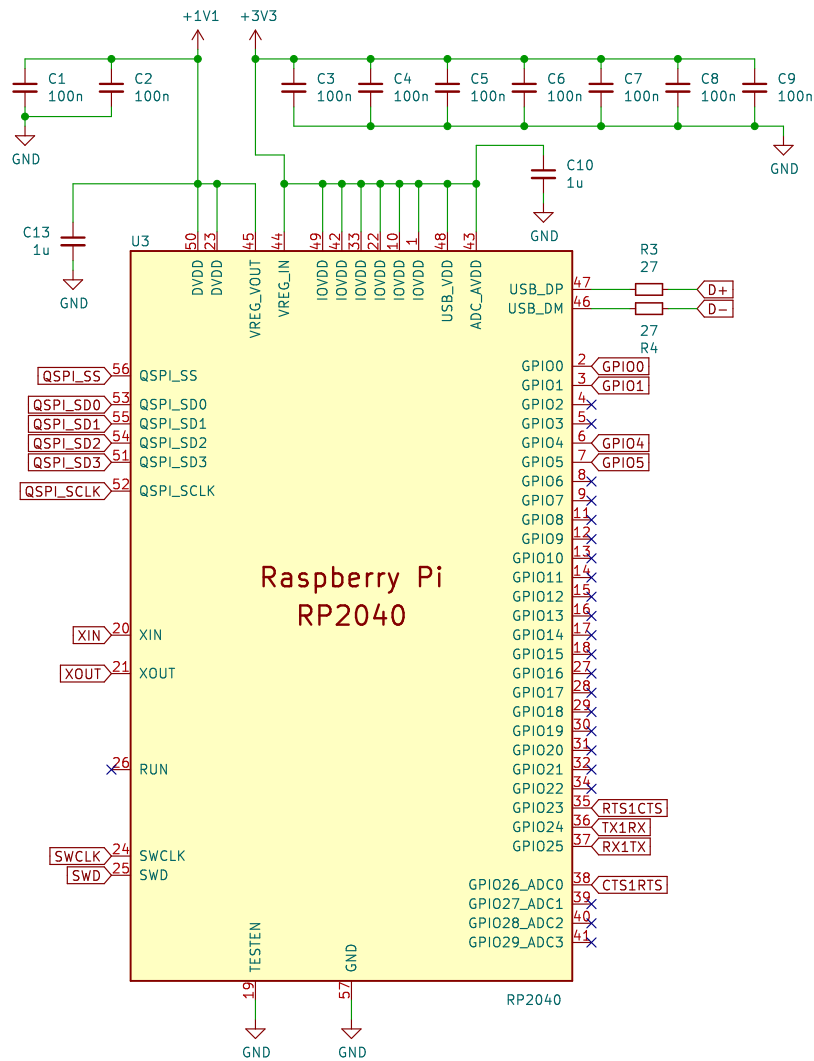 +1V1
+3V3
C1
100n
C2
100n
C3
100n
C4
100n
C5
100n
C6
100n
C7
100n
C8
100n
C9
100n
GND
GND
C10
1u
GND
C13
1u
GND
U3
50
23
45
44
49
42
33
22
10
1
48
43
DVDD
DVDD
VREG_VOUT
VREG_IN
IOVDD
IOVDD
IOVDD
IOVDD
IOVDD
IOVDD
USB_VDD
ADC_AVDD
R3
27
USB_DP 47 D+
USB_DM 46 D-
27
R4
QSPI_SS 56 QSPI_SS
QSPI_SD0 53 QSPI_SD0
QSPI_SD1 55 QSPI_SD1
QSPI_SD2 54 QSPI_SD2
QSPI_SD3 51 QSPI_SD3
QSPI_SCLK 52 QSPI_SCLK
XIN 20 XIN
XOUT 21 XOUT
26 RUN
SWCLK 24 SWCLK
SWD 25 SWD
Raspberry Pi
RP2040
GPIO0 2 GPIO0
GPIO1 3 GPIO1
GPIO2 4
GPIO3 5
GPIO4 6 GPIO4
GPIO5 7 GPIO5
GPIO6 8
GPIO7 9
GPIO8 11
GPIO9 12
GPIO10 13
GPIO11 14
GPIO12 15
GPIO13 16
GPIO14 17
GPIO15 18
GPIO16 27
GPIO17 28
GPIO18 29
GPIO19 30
GPIO20 31
GPIO21 32
GPIO22 34
GPIO23 35 RTS1CTS
GPIO24 36 TX1RX
GPIO25 37 RX1TX
GPIO26_ADC0 38 CTS1RTS
GPIO27_ADC1 39
GPIO28_ADC2 40
GPIO29_ADC3 41
TESTEN
GND
19
57
RP2040
GND
GND